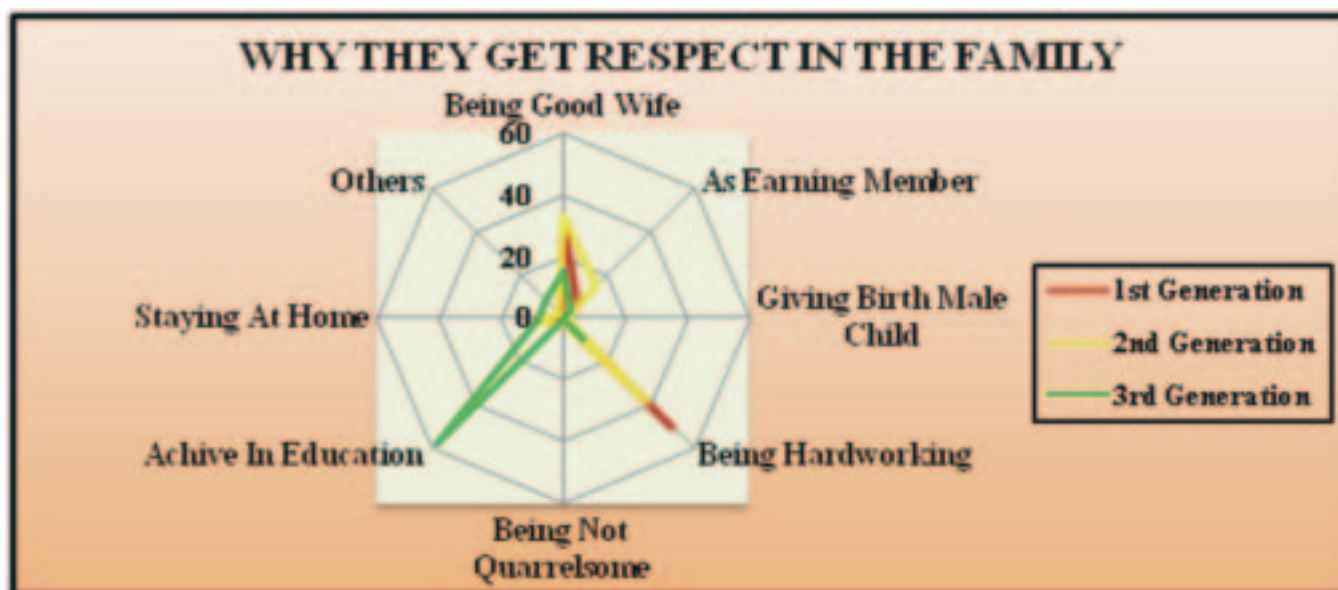 WHY THEY GET RESPECT IN THE FAMILY
Being Good Wife
60
Others
As Earning Member
40
20
Staying At Home
0
Giving Birth Male
Child
Achive In Education
Being Hardworking
Being Not
Quarrelsome
1st Generation
2nd Generation
3rd Generation